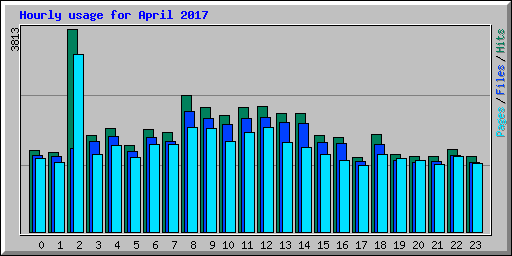 Hourly usage for April 2017
3813
Pages / Files / Hits
0 1 2 3 4 5 6 7 8 9 10 11 12 13 14 15 16 17 18 19 20 21 22 23